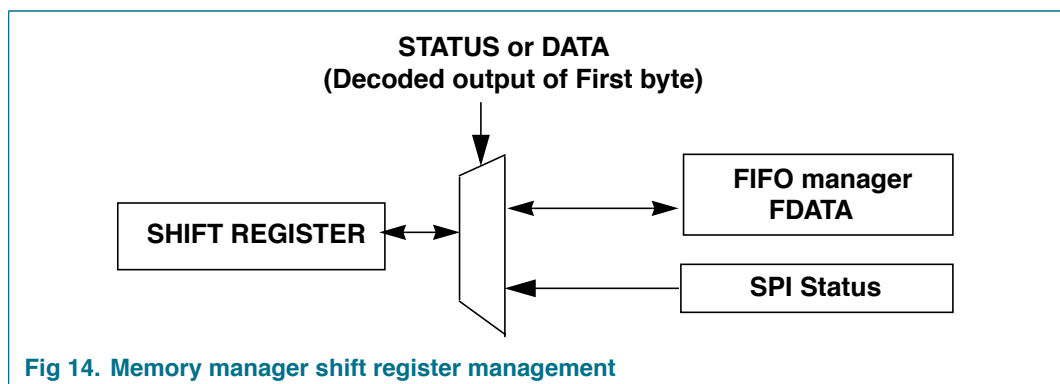 STATUS or DATA
(Decoded output of First byte)
FIFO manager
FDATA
SHIFT REGISTER
SPI Status
Fig 14. Memory manager shift register management